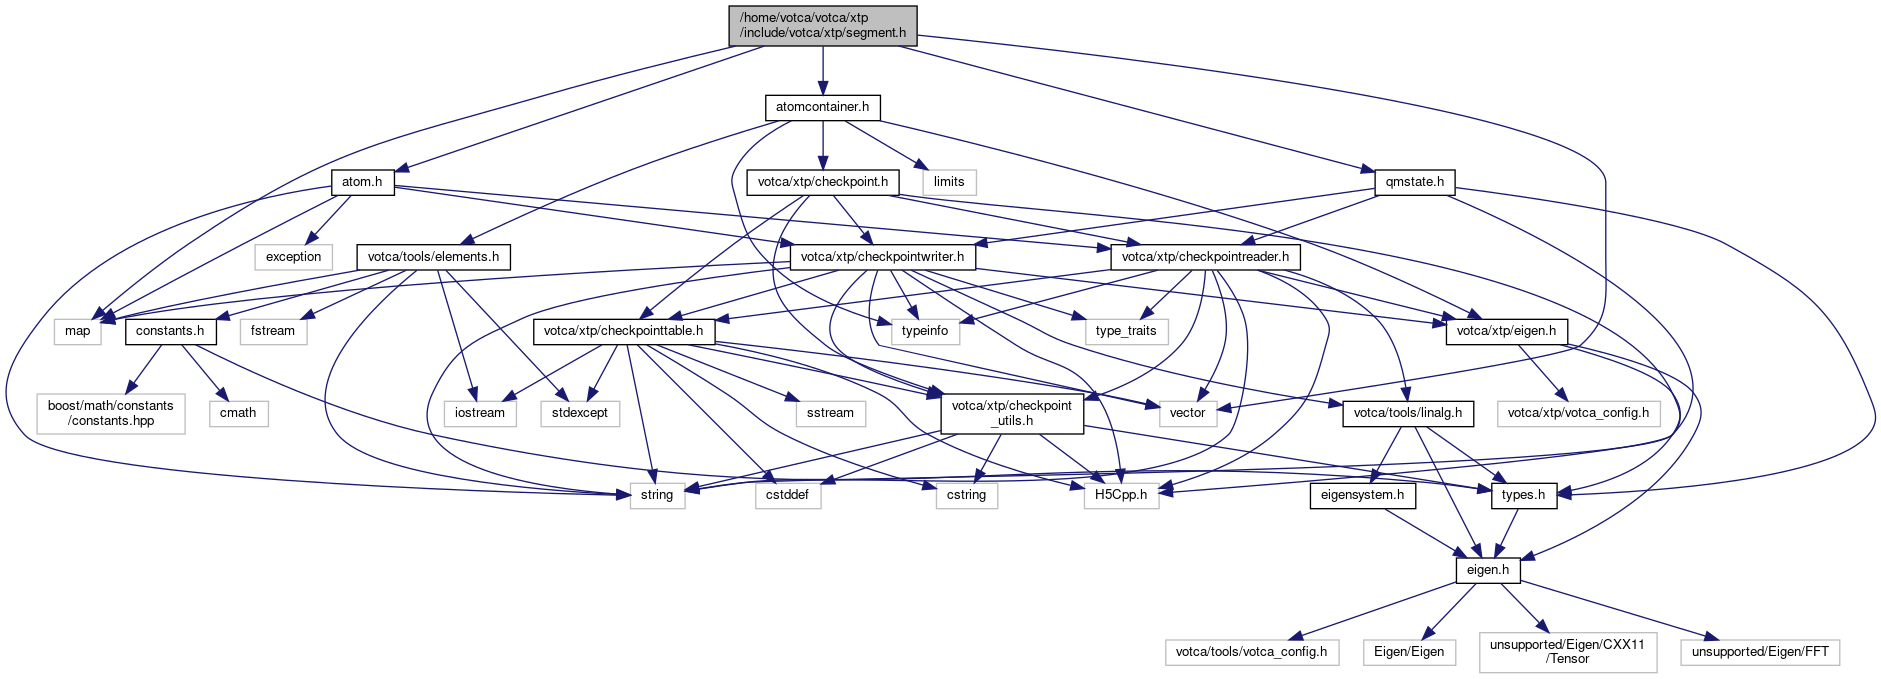 /home/votca/votca/xtp
/include/votca/xtp/segment.h
atomcontainer.h
atom.h
votca/xtp/checkpoint.h
limits
qmstate.h
exception
votca/tools/elements.h
votca/xtp/checkpointwriter.h
votca/xtp/checkpointreader.h
map
constants.h
fstream
votca/xtp/checkpointtable.h
typeinfo
type_traits
votca/xtp/eigen.h
boost/math/constants
/constants.hpp
cmath
iostream
stdexcept
sstream
votca/xtp/checkpoint
_utils.h
vector
votca/tools/linalg.h
votca/xtp/votca_config.h
string
cstddef
cstring
H5Cpp.h
eigensystem.h
types.h
eigen.h
votca/tools/votca_config.h
Eigen/Eigen
unsupported/Eigen/CXX11
/Tensor
unsupported/Eigen/FFT